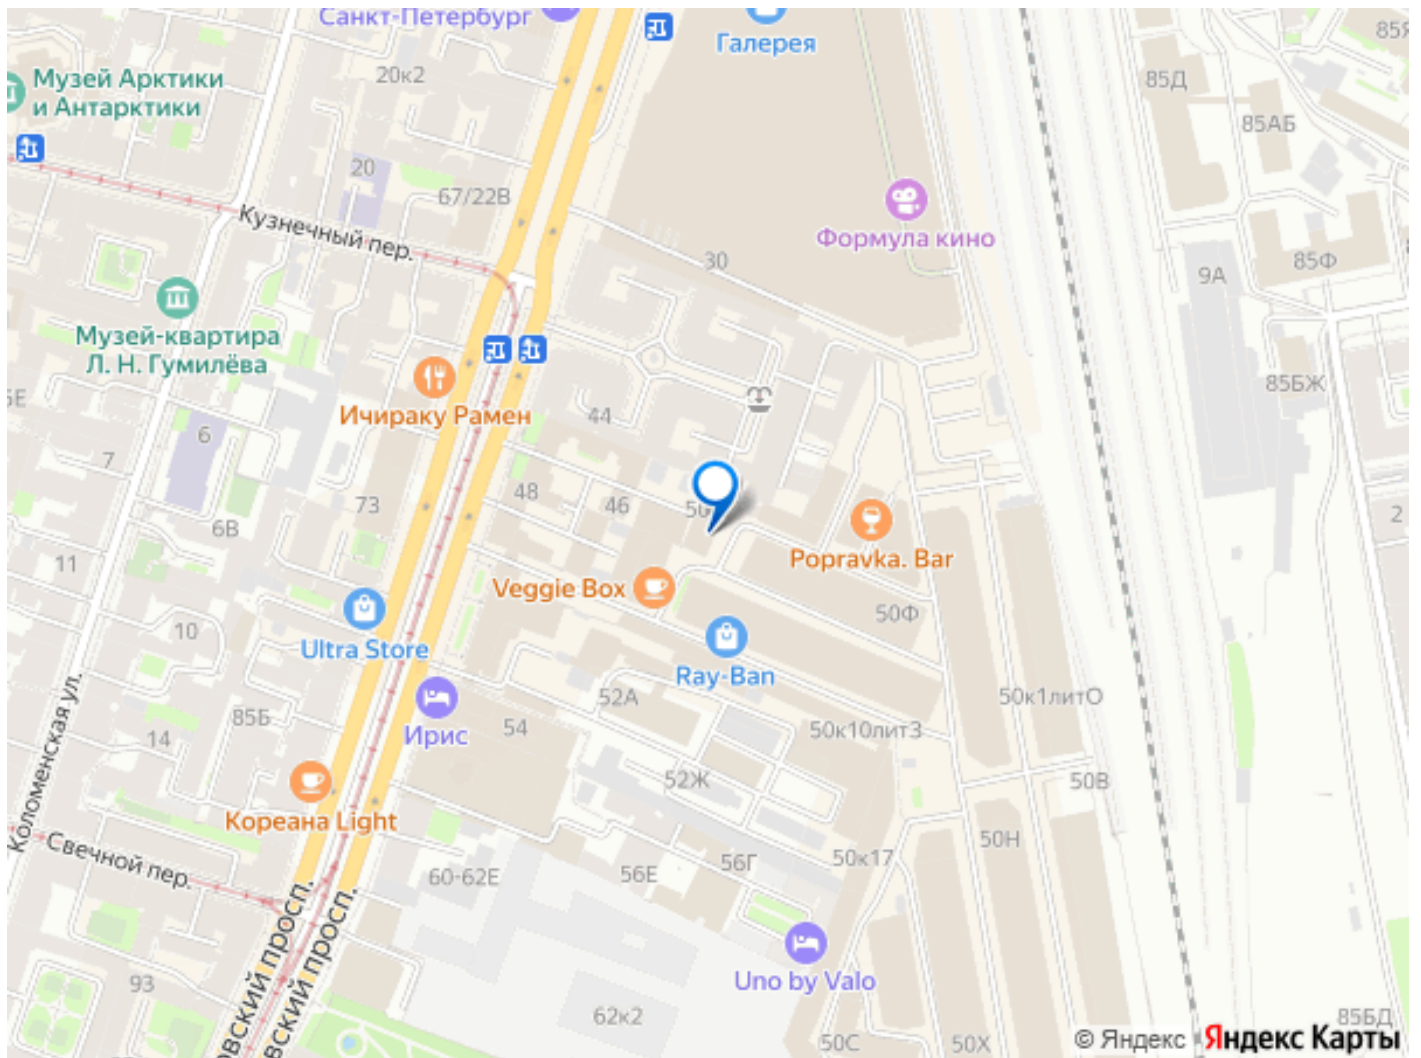 Санкт-Петербург
Галерея
85Д
85АБ
Музей Арктики
и Антарктики
20к2
20
67/22В
Кузнечный пер.
Формула кино
30
9А
85Ф
Музей-квартира
Л. Н. Гумилёва
Ичираку Рамен
44
85БЖ
6
7
48
46
73
6В
11
2
Popravka. Bar
Veggie Box
50Ф
10
Ultra Store
Ray-Ban
52А
50к1литО
85Б
14
Ирис
54
50к10литЗ
52Ж
50В
Коломенская ул.
Кореана Light
Свечной пер.
50Н
56Г
50к17
60-62Е
56Е
Uno by Valo
93
62к2
50С
50Х
85БД
© Яндекс Яндекс Карты